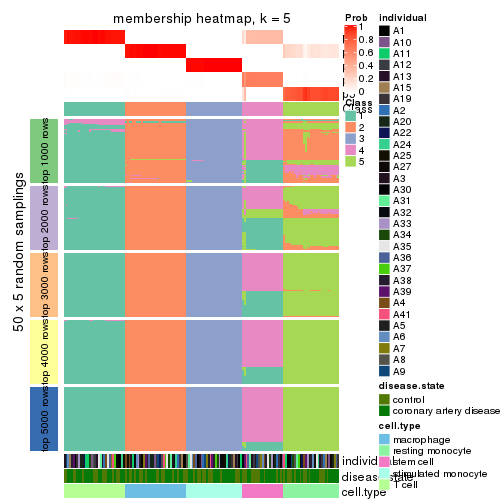 membership heatmap, k = 5
50 x 5 random samplings
top 1000 rows
top 2000 rows
top 3000 rows
top 4000 rows
top 5000 rows
individual
disease.state
cell.type
Prob
1
0.8
0.6
0.4
0.2
0
Class
1
2
3
4
5
individual
A1
A10
A11
A12
A13
A15
A19
A2
A20
A22
A24
A25
A27
A3
A30
A31
A32
A33
A34
A35
A36
A37
A38
A39
A4
A41
A5
A6
A7
A8
A9
disease.state
control
coronary artery disease
cell.type
macrophage
resting monocyte
stem cell
stimulated monocyte
T cell